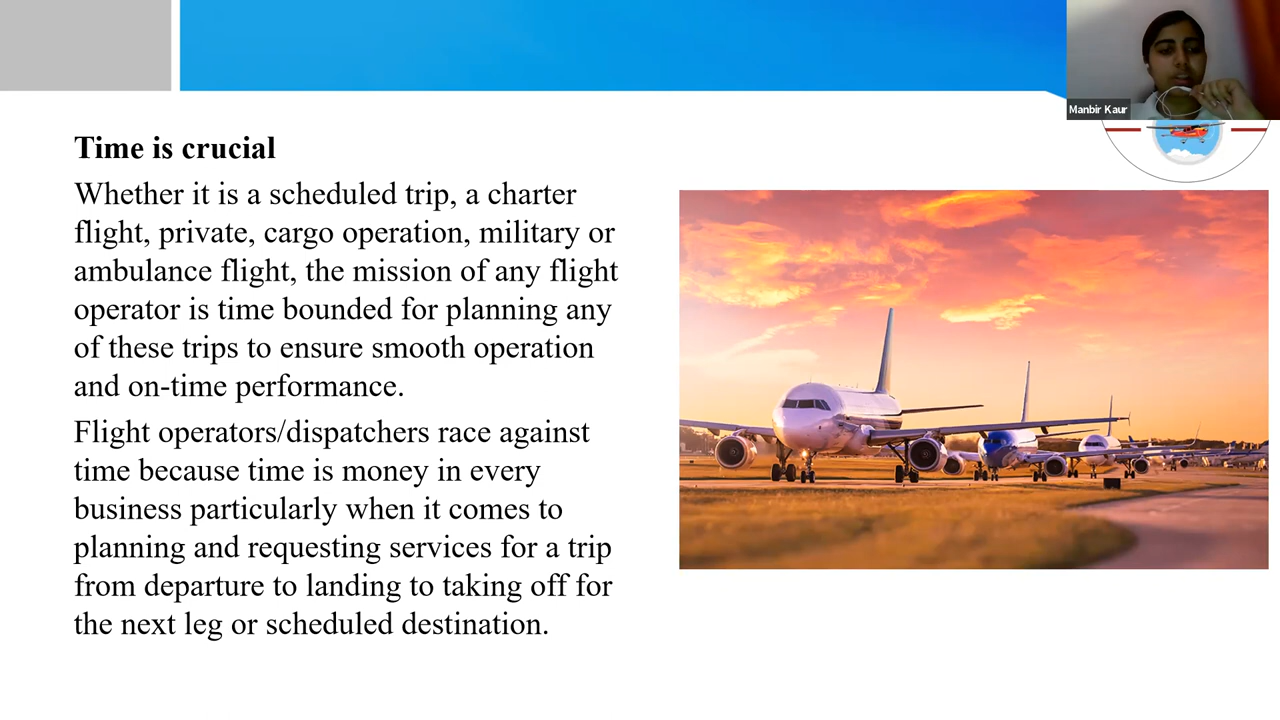 Manbir Kaur
Time is crucial
Whether it is a scheduled trip, a charter
flight, private, cargo operation, military or
ambulance flight, the mission of any flight
operator is time bounded for planning any
of these trips to ensure smooth operation
and on-time performance.
Flight operators/dispatchers race against
time because time is money in every
business particularly when it comes to
planning and requesting services for a trip
from departure to landing to taking off for
the next leg or scheduled destination.